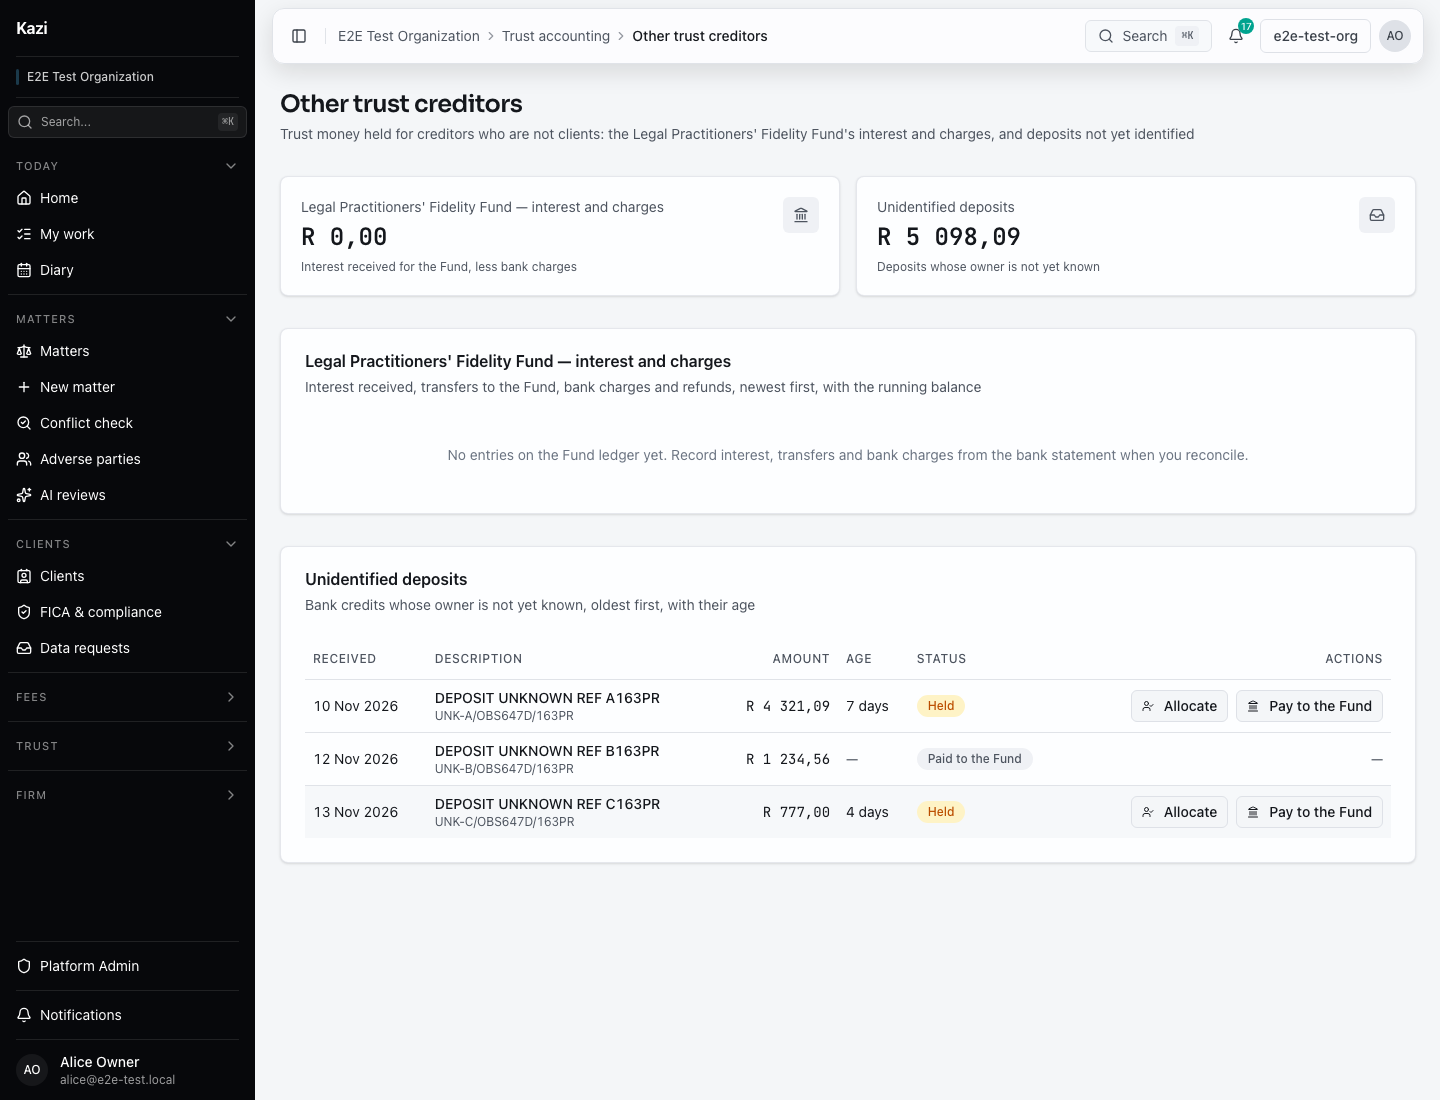 Kazi
E2E Test Organization
Search... ⌘K
TODAY
Home
My work
Diary
MATTERS
Matters
New matter
Conflict check
Adverse parties
AI reviews
CLIENTS
Clients
FICA & compliance
Data requests
FEES
TRUST
FIRM
Platform Admin
Notifications
AO
Alice Owner
alice@e2e-test.local
E2E Test Organization > Trust accounting > Other trust creditors
Search ⌘K
17
e2e-test-org
AO
Other trust creditors
Trust money held for creditors who are not clients: the Legal Practitioners' Fidelity Fund's interest and charges, and deposits not yet identified
Legal Practitioners' Fidelity Fund — interest and charges
R 0,00
Interest received for the Fund, less bank charges
Unidentified deposits
R 5 098,09
Deposits whose owner is not yet known
Legal Practitioners' Fidelity Fund — interest and charges
Interest received, transfers to the Fund, bank charges and refunds, newest first, with the running balance
No entries on the Fund ledger yet. Record interest, transfers and bank charges from the bank statement when you reconcile.
Unidentified deposits
Bank credits whose owner is not yet known, oldest first, with their age
RECEIVED DESCRIPTION AMOUNT AGE STATUS ACTIONS
10 Nov 2026 DEPOSIT UNKNOWN REF A163PR R 4 321,09 7 days Held Allocate Pay to the Fund
UNK-A/OBS647D/163PR
12 Nov 2026 DEPOSIT UNKNOWN REF B163PR R 1 234,56 — Paid to the Fund —
UNK-B/OBS647D/163PR
13 Nov 2026 DEPOSIT UNKNOWN REF C163PR R 777,00 4 days Held Allocate Pay to the Fund
UNK-C/OBS647D/163PR